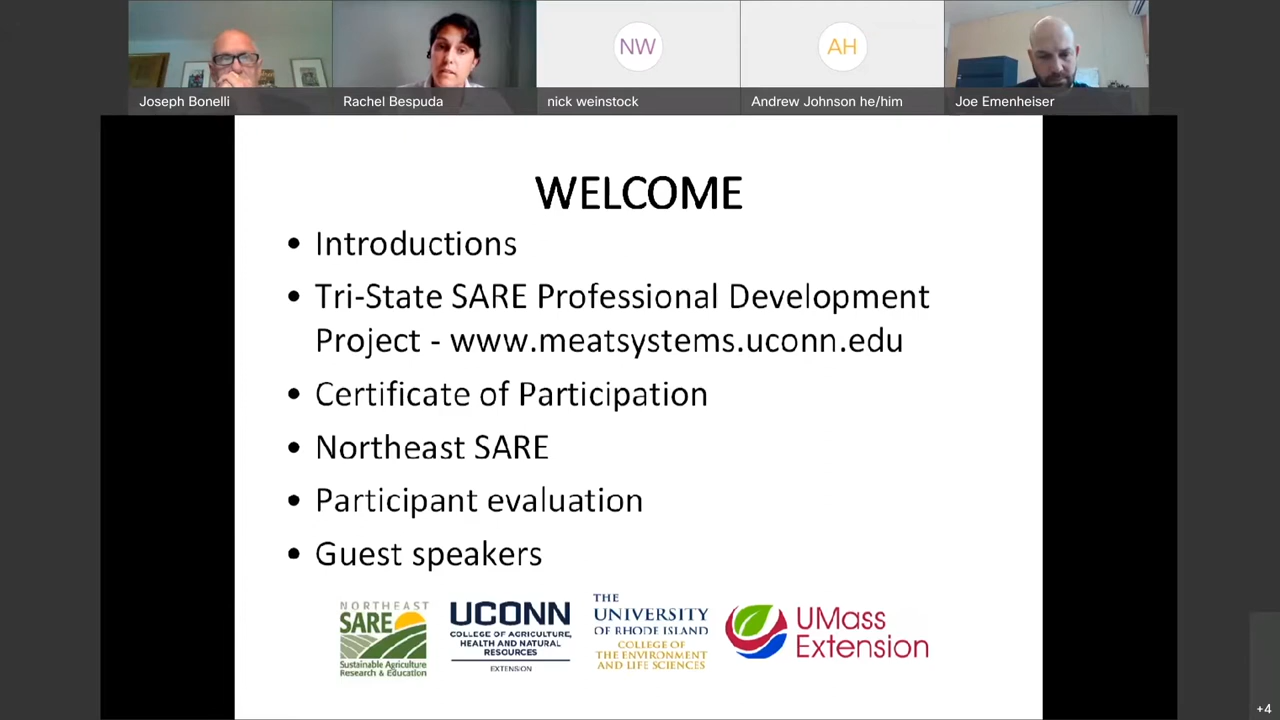 NW
AH
Joseph Bonelli
Rachel Bespuda
nick weinstock
Andrew Johnson he/him
Joe Emenheiser
WELCOME
• Introductions
• Tri-State SARE Professional Development
Project - www.meatsystems.uconn.edu
• Certificate of Participation
• Northeast SARE
• Participant evaluation
• Guest speakers
NORTHEAST
SARE
Sustainable Agriculture
Research & Education
UCONN
COLLEGE OF AGRICULTURE,
HEALTH AND NATURAL
RESOURCES
EXTENSION
THE
UNIVERSITY
OF RHODE ISLAND
COLLEGE OF
THE ENVIRONMENT
AND LIFE SCIENCES
UMass
Extension
+4